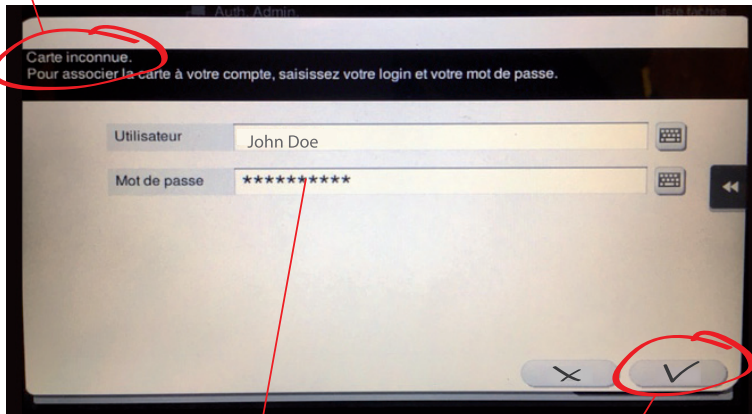 Auth. Admin.
Carte inconnue.
Pour associer la carte à votre compte, saisissez votre login et votre mot de passe.
Utilisateur
John Doe
Mot de passe
**********